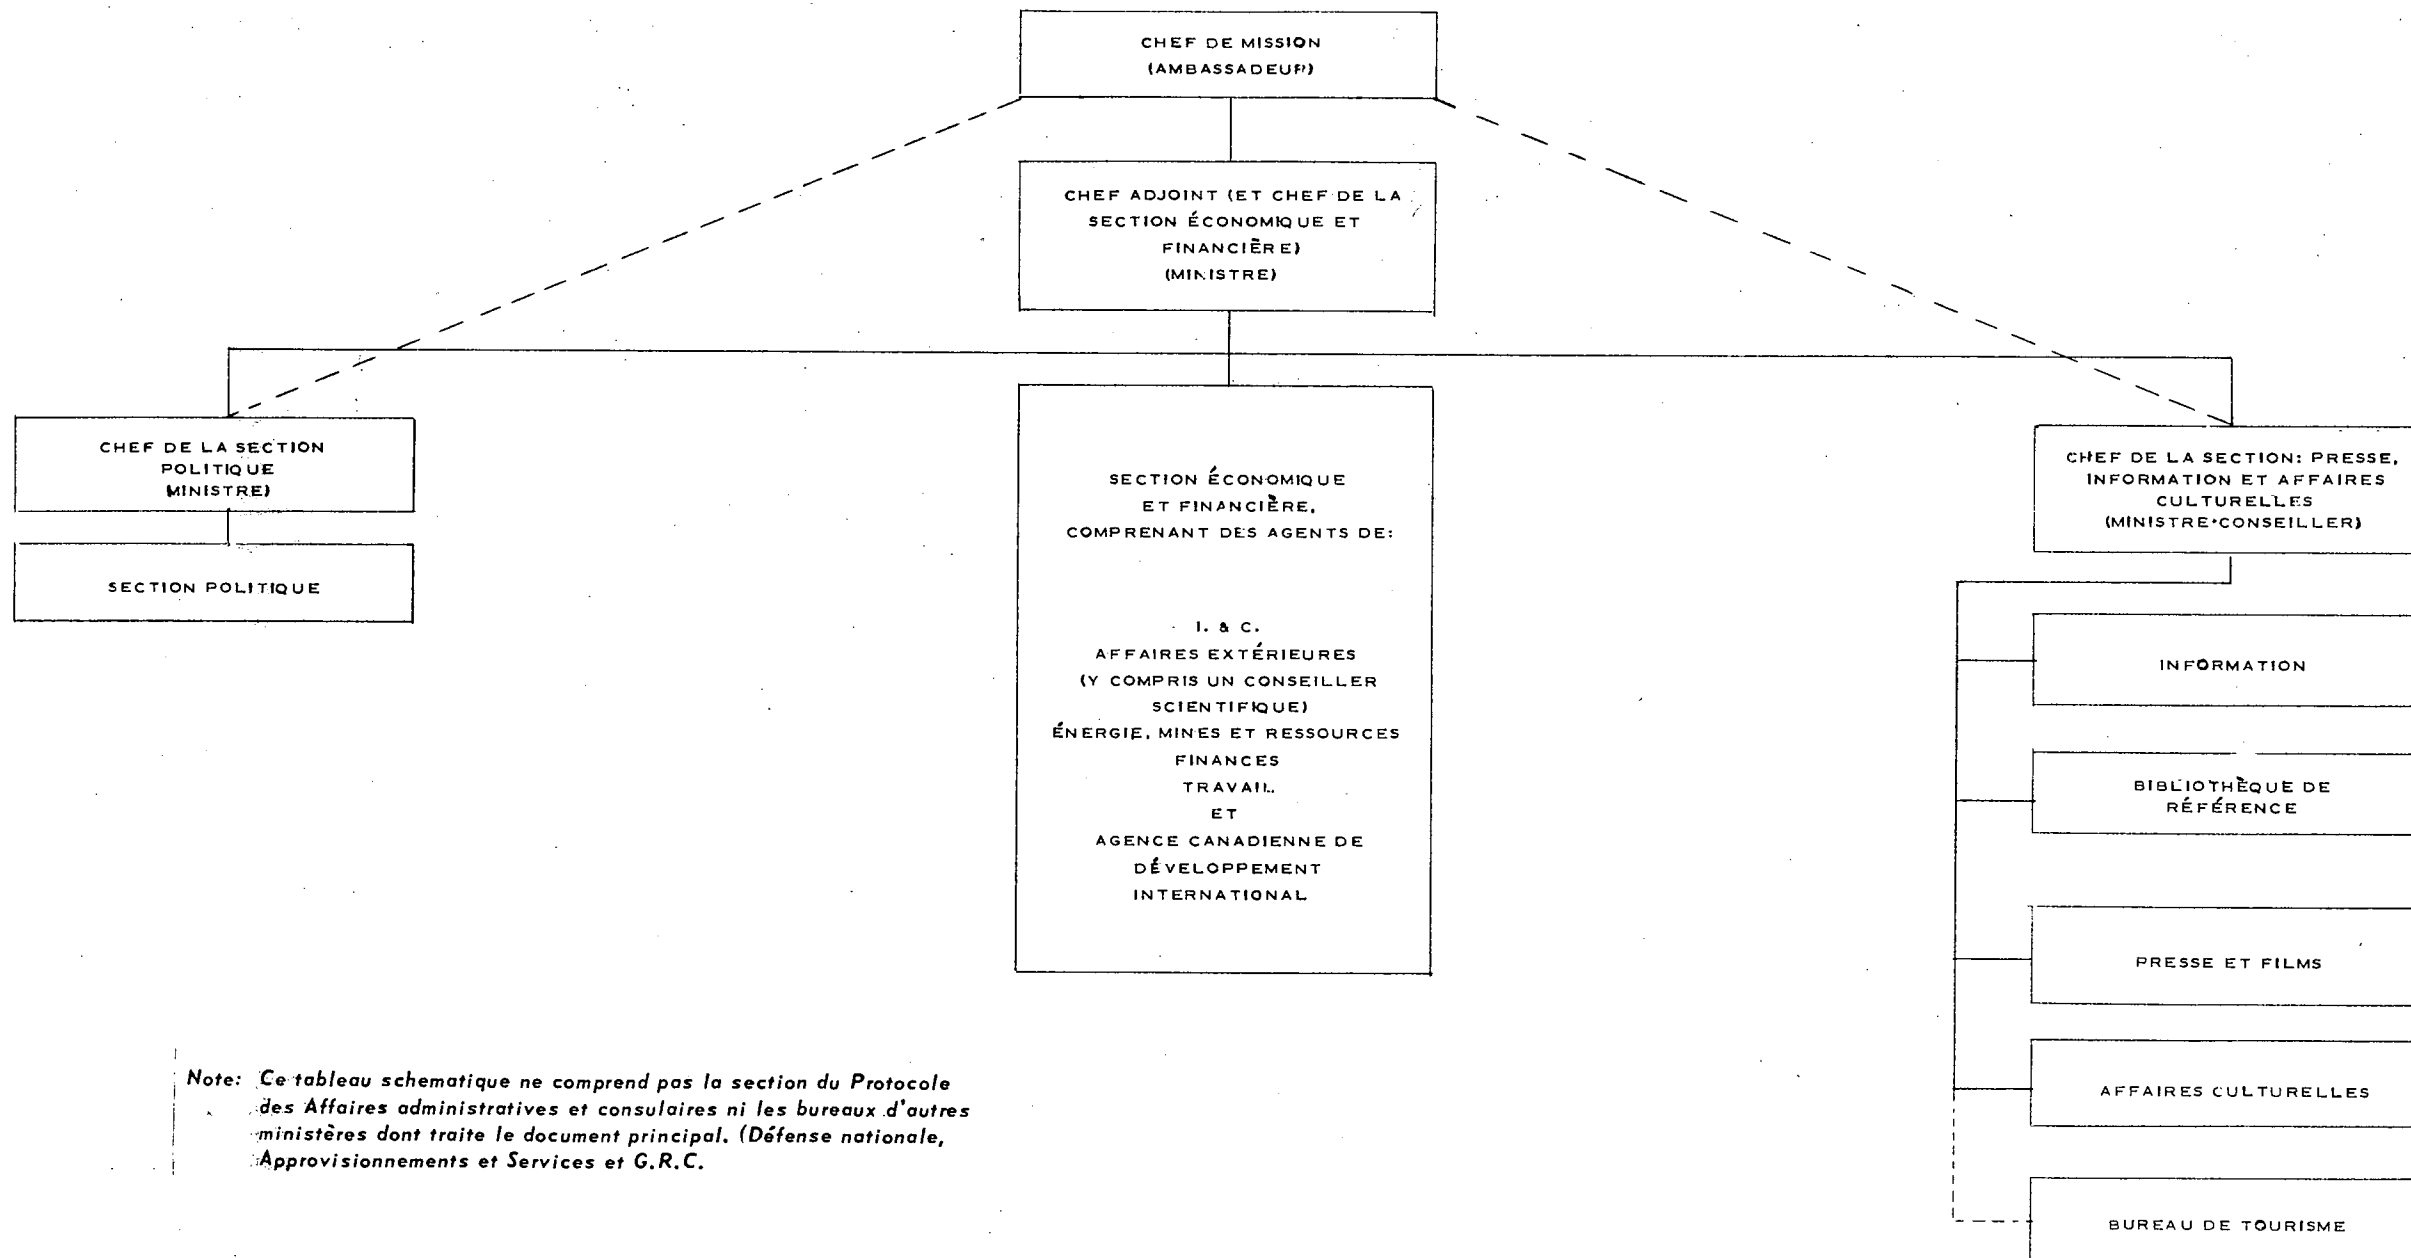 CHEF DE MISSION
(AMBASSADEUR)
CHEF ADJOINT (ET CHEF DE LA
SECTION ÉCONOMIQUE ET
FINANCIÈRE)
(MINISTRE)
CHEF DE LA SECTION
POLITIQUE
MINISTRE)
SECTION POLITIQUE
SECTION ÉCONOMIQUE
ET FINANCIÈRE,
COMPRENANT DES AGENTS DE:
I. & C.
AFFAIRES EXTÉRIEURES
(Y COMPRIS UN CONSEILLER
SCIENTIFIQUE)
ÉNERGIE, MINES ET RESSOURCES
FINANCES
TRAVAIL
ET
AGENCE CANADIENNE DE
DÉVELOPPEMENT
INTERNATIONAL
CHEF DE LA SECTION: PRESSE,
INFORMATION ET AFFAIRES
CULTURELLES
(MINISTRE-CONSEILLER)
INFORMATION
BIBLIOTHÈQUE DE
RÉFÉRENCE
PRESSE ET FILMS
AFFAIRES CULTURELLES
BUREAU DE TOURISME
Note: Ce tableau schematique ne comprend pas la section du Protocole
des Affaires administratives et consulaires ni les bureaux d'autres
ministères dont traite le document principal. (Défense nationale,
Approvisionnements et Services et G.R.C.